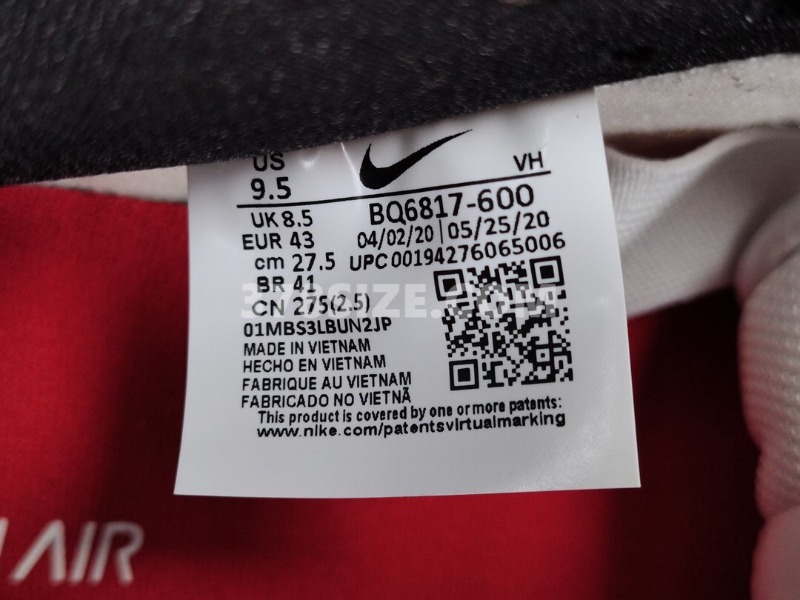 US
9.5
VH
UK 8.5
BQ6817-600
EUR 43
04/02/20 | 05/25/20
cm 27.5
UPC 00194276065006
BR 41
CN 275(2.5)
378SIZE.COM
01MBS3LBUN2JP
MADE IN VIETNAM
HECHO EN VIETNAM
FABRIQUE AU VIETNAM
FABRICADO NO VIETNÃ
This product is covered by one or more patents:
www.nike.com/patentsvirtualmarking
AIR